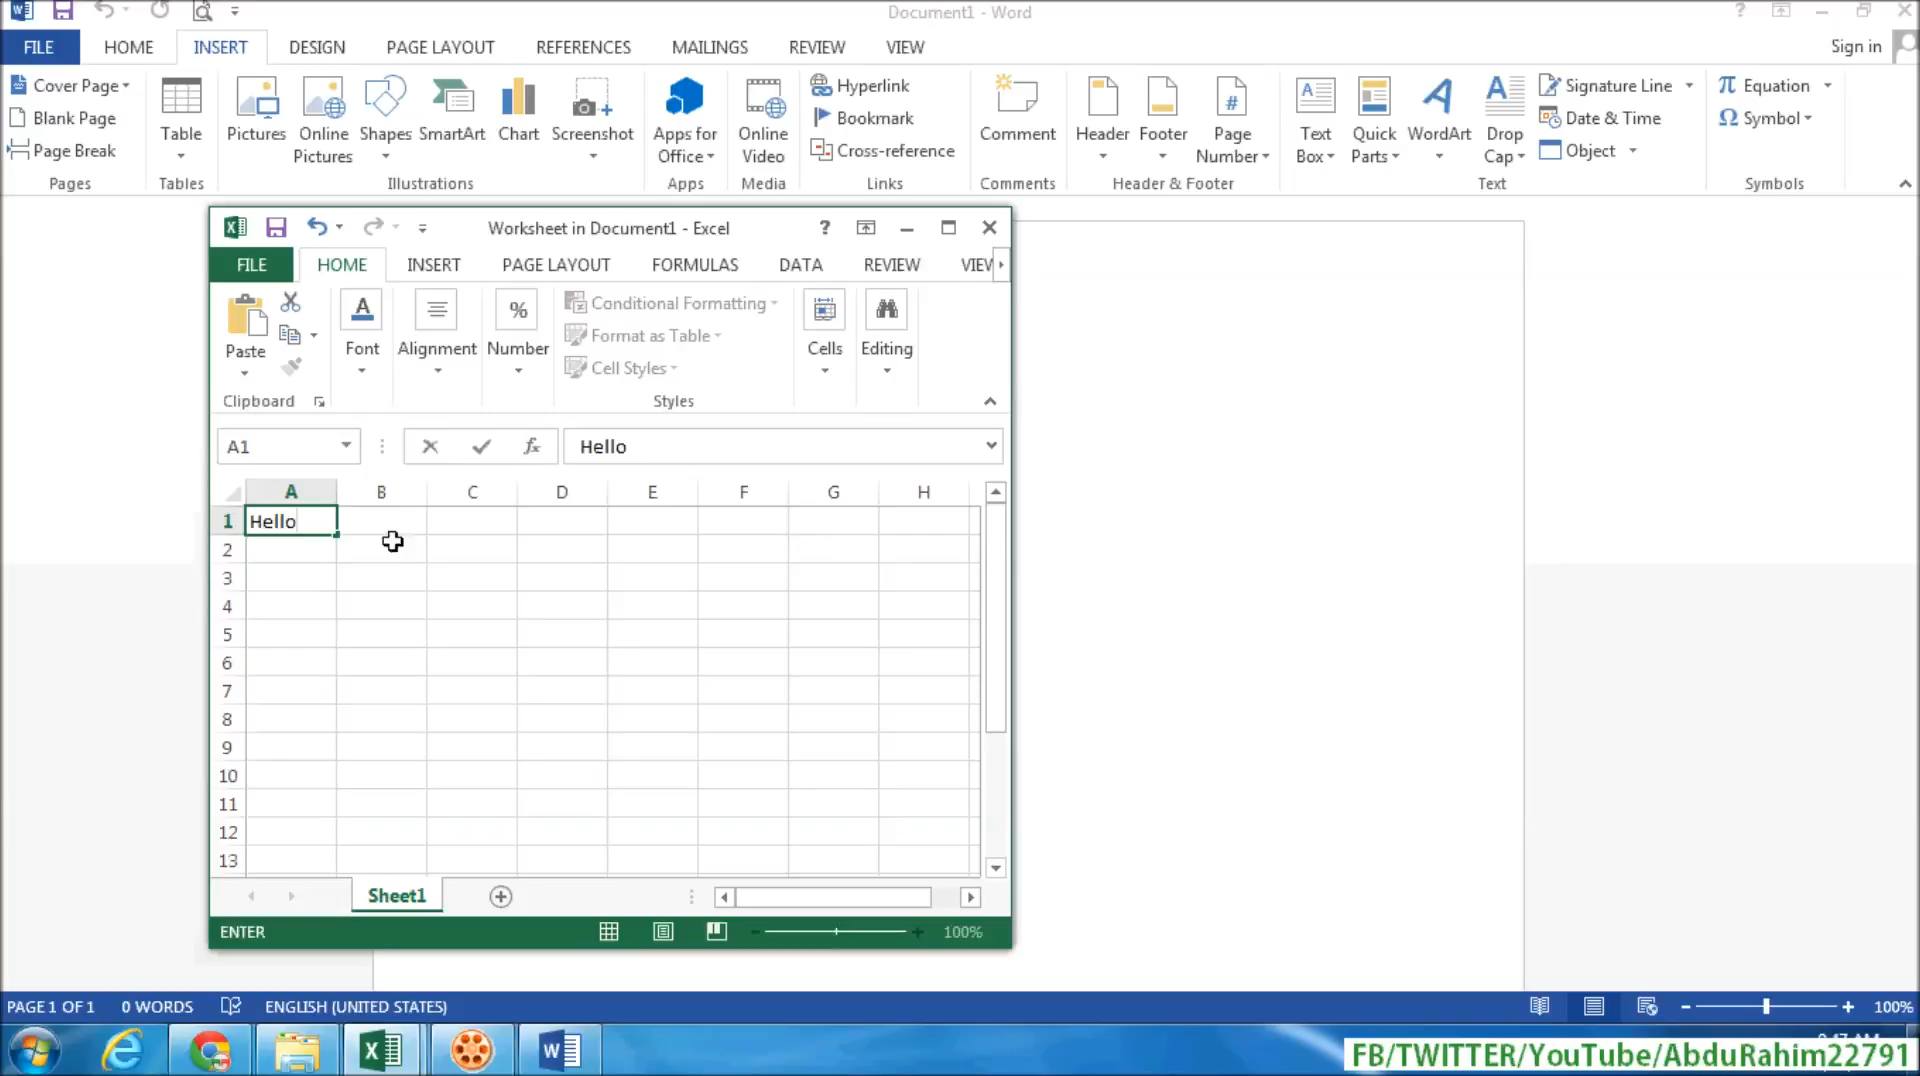 Document1 - Word
FILE HOME INSERT DESIGN PAGE LAYOUT REFERENCES MAILINGS REVIEW VIEW Sign in
Cover Page
Blank Page
Page Break
Pages
Table
Tables
Pictures
Online Pictures
Shapes
SmartArt
Chart
Screenshot
Illustrations
Apps for Office
Apps
Online Video
Media
Hyperlink
Bookmark
Cross-reference
Links
Comment
Comments
Header
Footer
Page Number
Header & Footer
Text Box
Quick Parts
WordArt
Drop Cap
Signature Line
Date & Time
Object
Text
Equation
Symbol
Symbols
Worksheet in Document1 - Excel
FILE HOME INSERT PAGE LAYOUT FORMULAS DATA REVIEW VIEW
Paste
Clipboard
Font
Alignment
Number
Conditional Formatting
Format as Table
Cell Styles
Styles
Cells
Editing
A1 fx Hello
A B C D E F G H
1 Hello
2
3
4
5
6
7
8
9
10
11
12
13
Sheet1
ENTER 100%
PAGE 1 OF 1 0 WORDS ENGLISH (UNITED STATES) 100%
FB/TWITTER/YouTube/AbduRahim22791